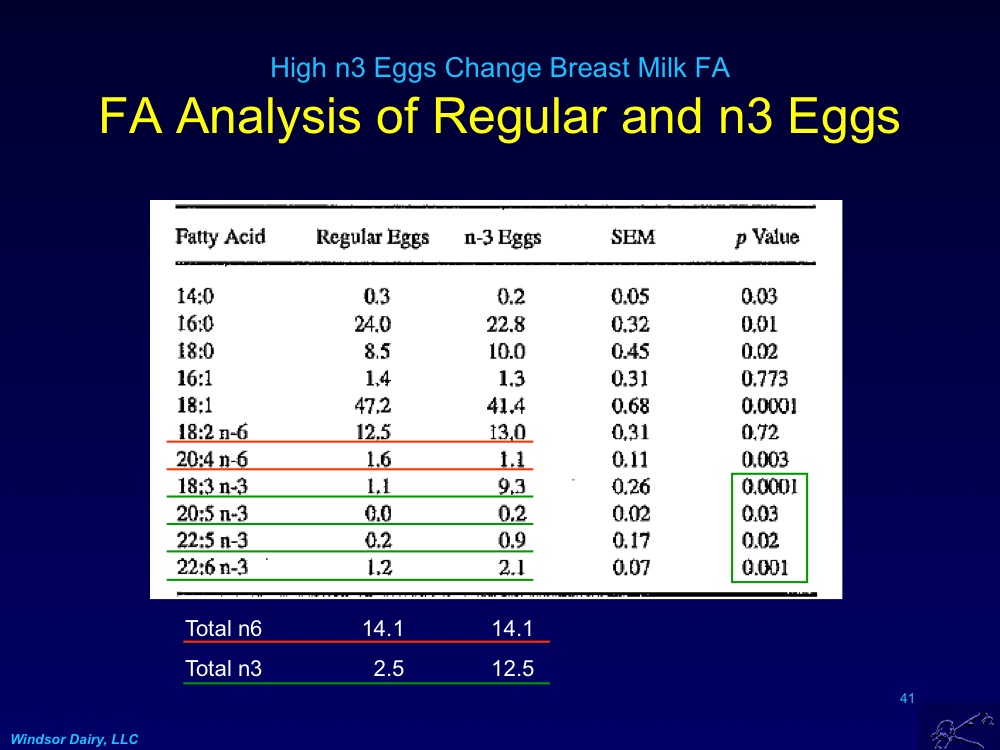 High n3 Eggs Change Breast Milk FA
FA Analysis of Regular and n3 Eggs
Fatty Acid Regular Eggs n-3 Eggs SEM p Value
14:0 0.3 0.2 0.05 0.03
16:0 24.0 22.8 0.32 0.01
18:0 8.5 10.0 0.45 0.02
16:1 1.4 1.3 0.31 0.773
18:1 47.2 41.4 0.68 0.0001
18:2 n-6 12.5 13.0 0.31 0.72
20:4 n-6 1.6 1.1 0.11 0.003
18:3 n-3 1.1 9.3 0.26 0.0001
20:5 n-3 0.0 0.2 0.02 0.03
22:5 n-3 0.2 0.9 0.17 0.02
22:6 n-3 1.2 2.1 0.07 0.001
Total n6 14.1 14.1
Total n3 2.5 12.5
41
Windsor Dairy, LLC